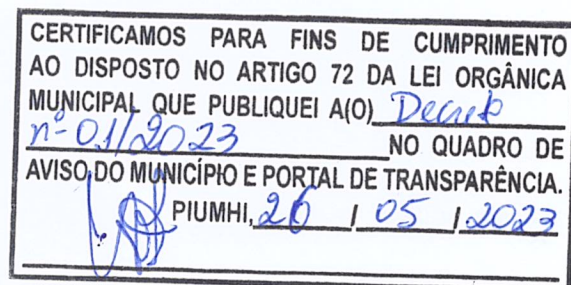 CERTIFICAMOS PARA FINS DE CUMPRIMENTO
AO DISPOSTO NO ARTIGO 72 DA LEI ORGÂNICA
MUNICIPAL QUE PUBLIQUEI A(O) Decreto
nº 01/2023 NO QUADRO DE
AVISO DO MUNICÍPIO E PORTAL DE TRANSPARÊNCIA.
PIUMHI, 26 / 05 / 2023